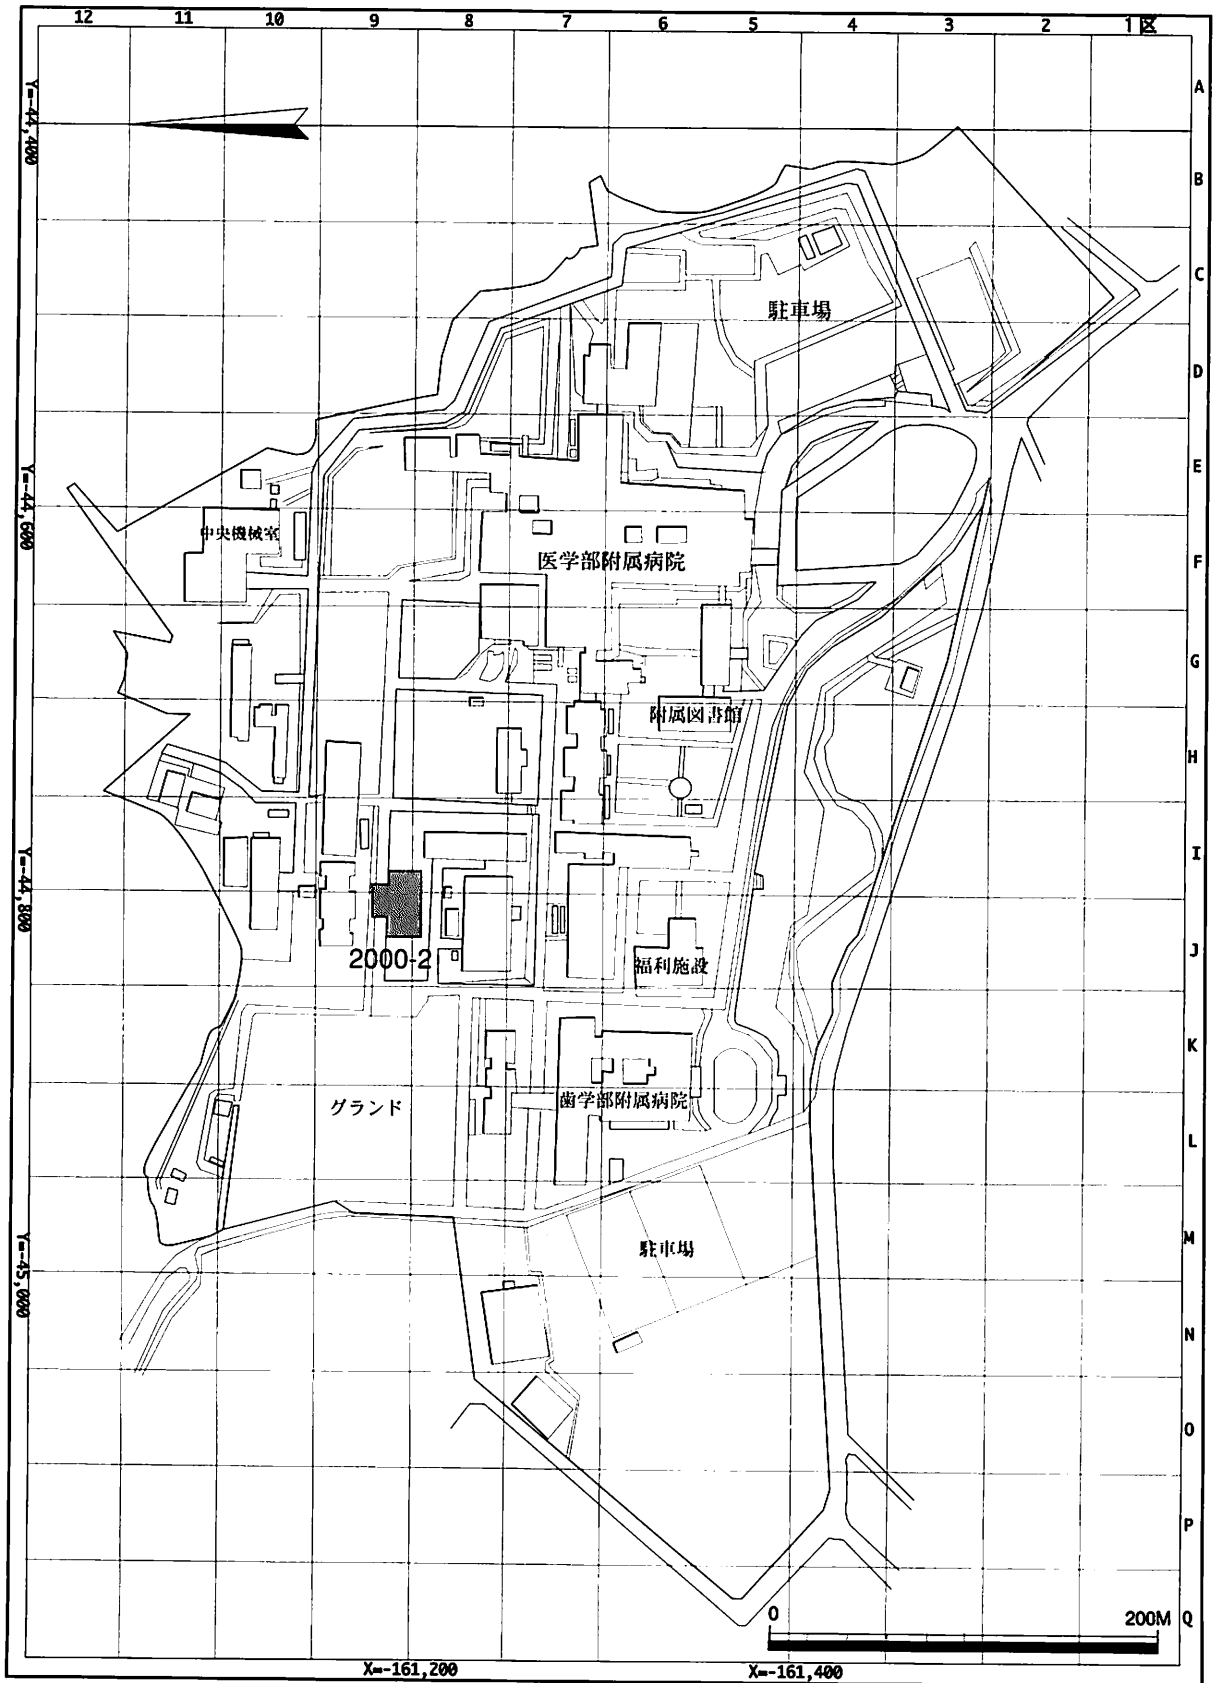 12 11 10 9 8 7 6 5 4 3 2 1区
A
Y=-44,400
B
C
駐車場
D
E
Y=-44,600
中央機械室
F
医学部附属病院
G
附属図書館
H
I
Y=-44,800
J
2000-2
福利施設
K
グランド
歯学部附属病院
L
M
駐車場
Y=-45,000
N
O
P
0 200M
Q
X=-161,200 X=-161,400